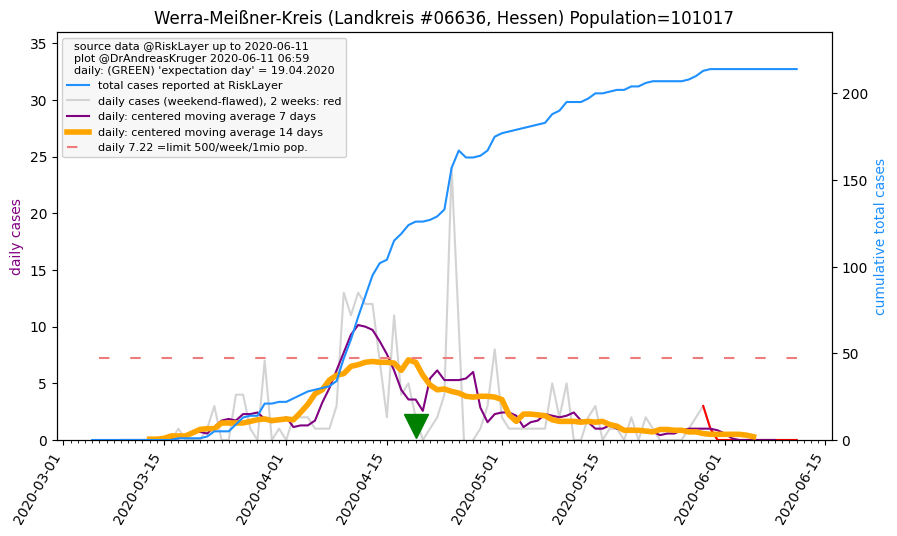 Werra-Meißner-Kreis (Landkreis #06636, Hessen) Population=101017
source data @RiskLayer up to 2020-06-11
plot @DrAndreasKruger 2020-06-11 06:59
daily: (GREEN) 'expectation day' = 19.04.2020
total cases reported at RiskLayer
daily cases (weekend-flawed), 2 weeks: red
daily: centered moving average 7 days
daily: centered moving average 14 days
daily 7.22 =limit 500/week/1mio pop.
daily cases
35
30
25
20
15
10
5
0
cumulative total cases
200
150
100
50
0
2020-03-01
2020-03-15
2020-04-01
2020-04-15
2020-05-01
2020-05-15
2020-06-01
2020-06-15